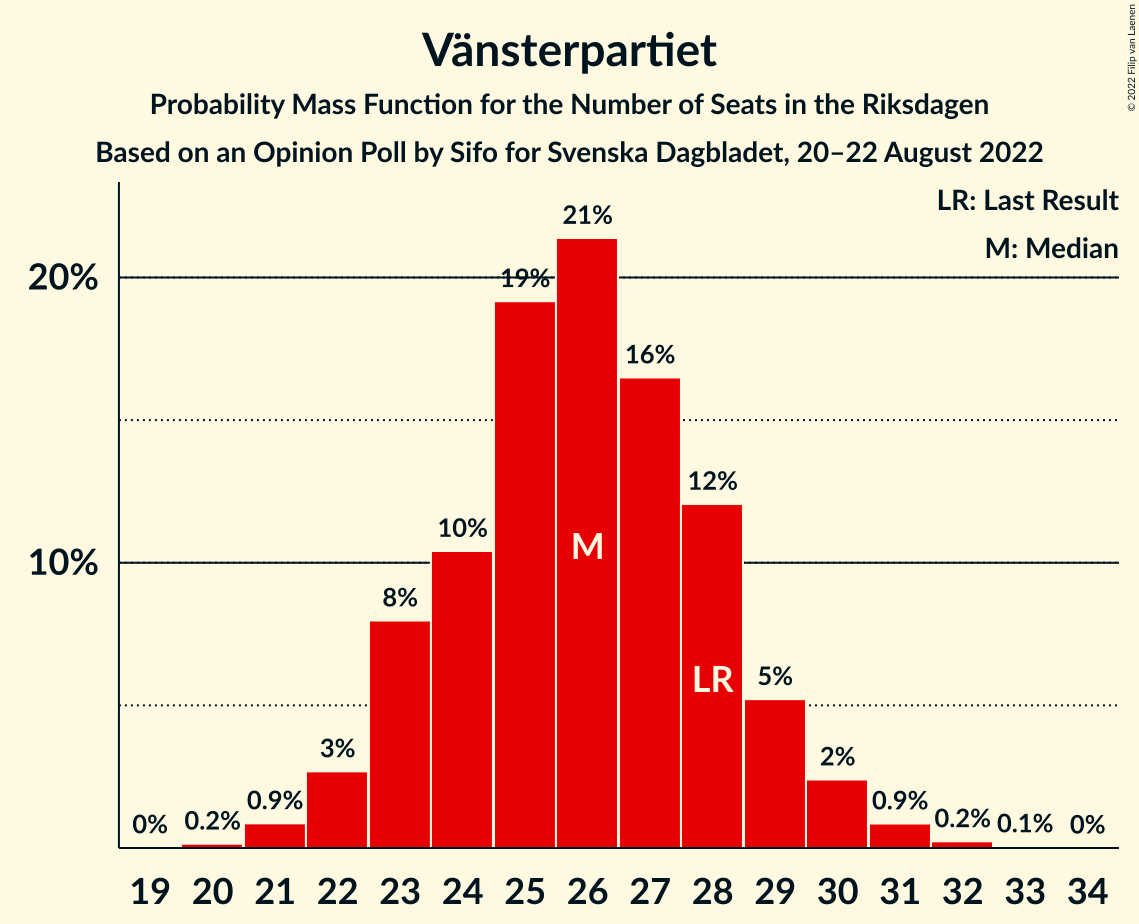 Vänsterpartiet
Probability Mass Function for the Number of Seats in the Riksdagen
Based on an Opinion Poll by Sifo for Svenska Dagbladet, 20–22 August 2022
© 2022 Filip van Laenen
LR: Last Result
M: Median
20%
10%
0%
0.2%
0.9%
3%
8%
10%
19%
21%
16%
12%
5%
2%
0.9%
0.2%
0.1%
0%
M
LR
19 20 21 22 23 24 25 26 27 28 29 30 31 32 33 34